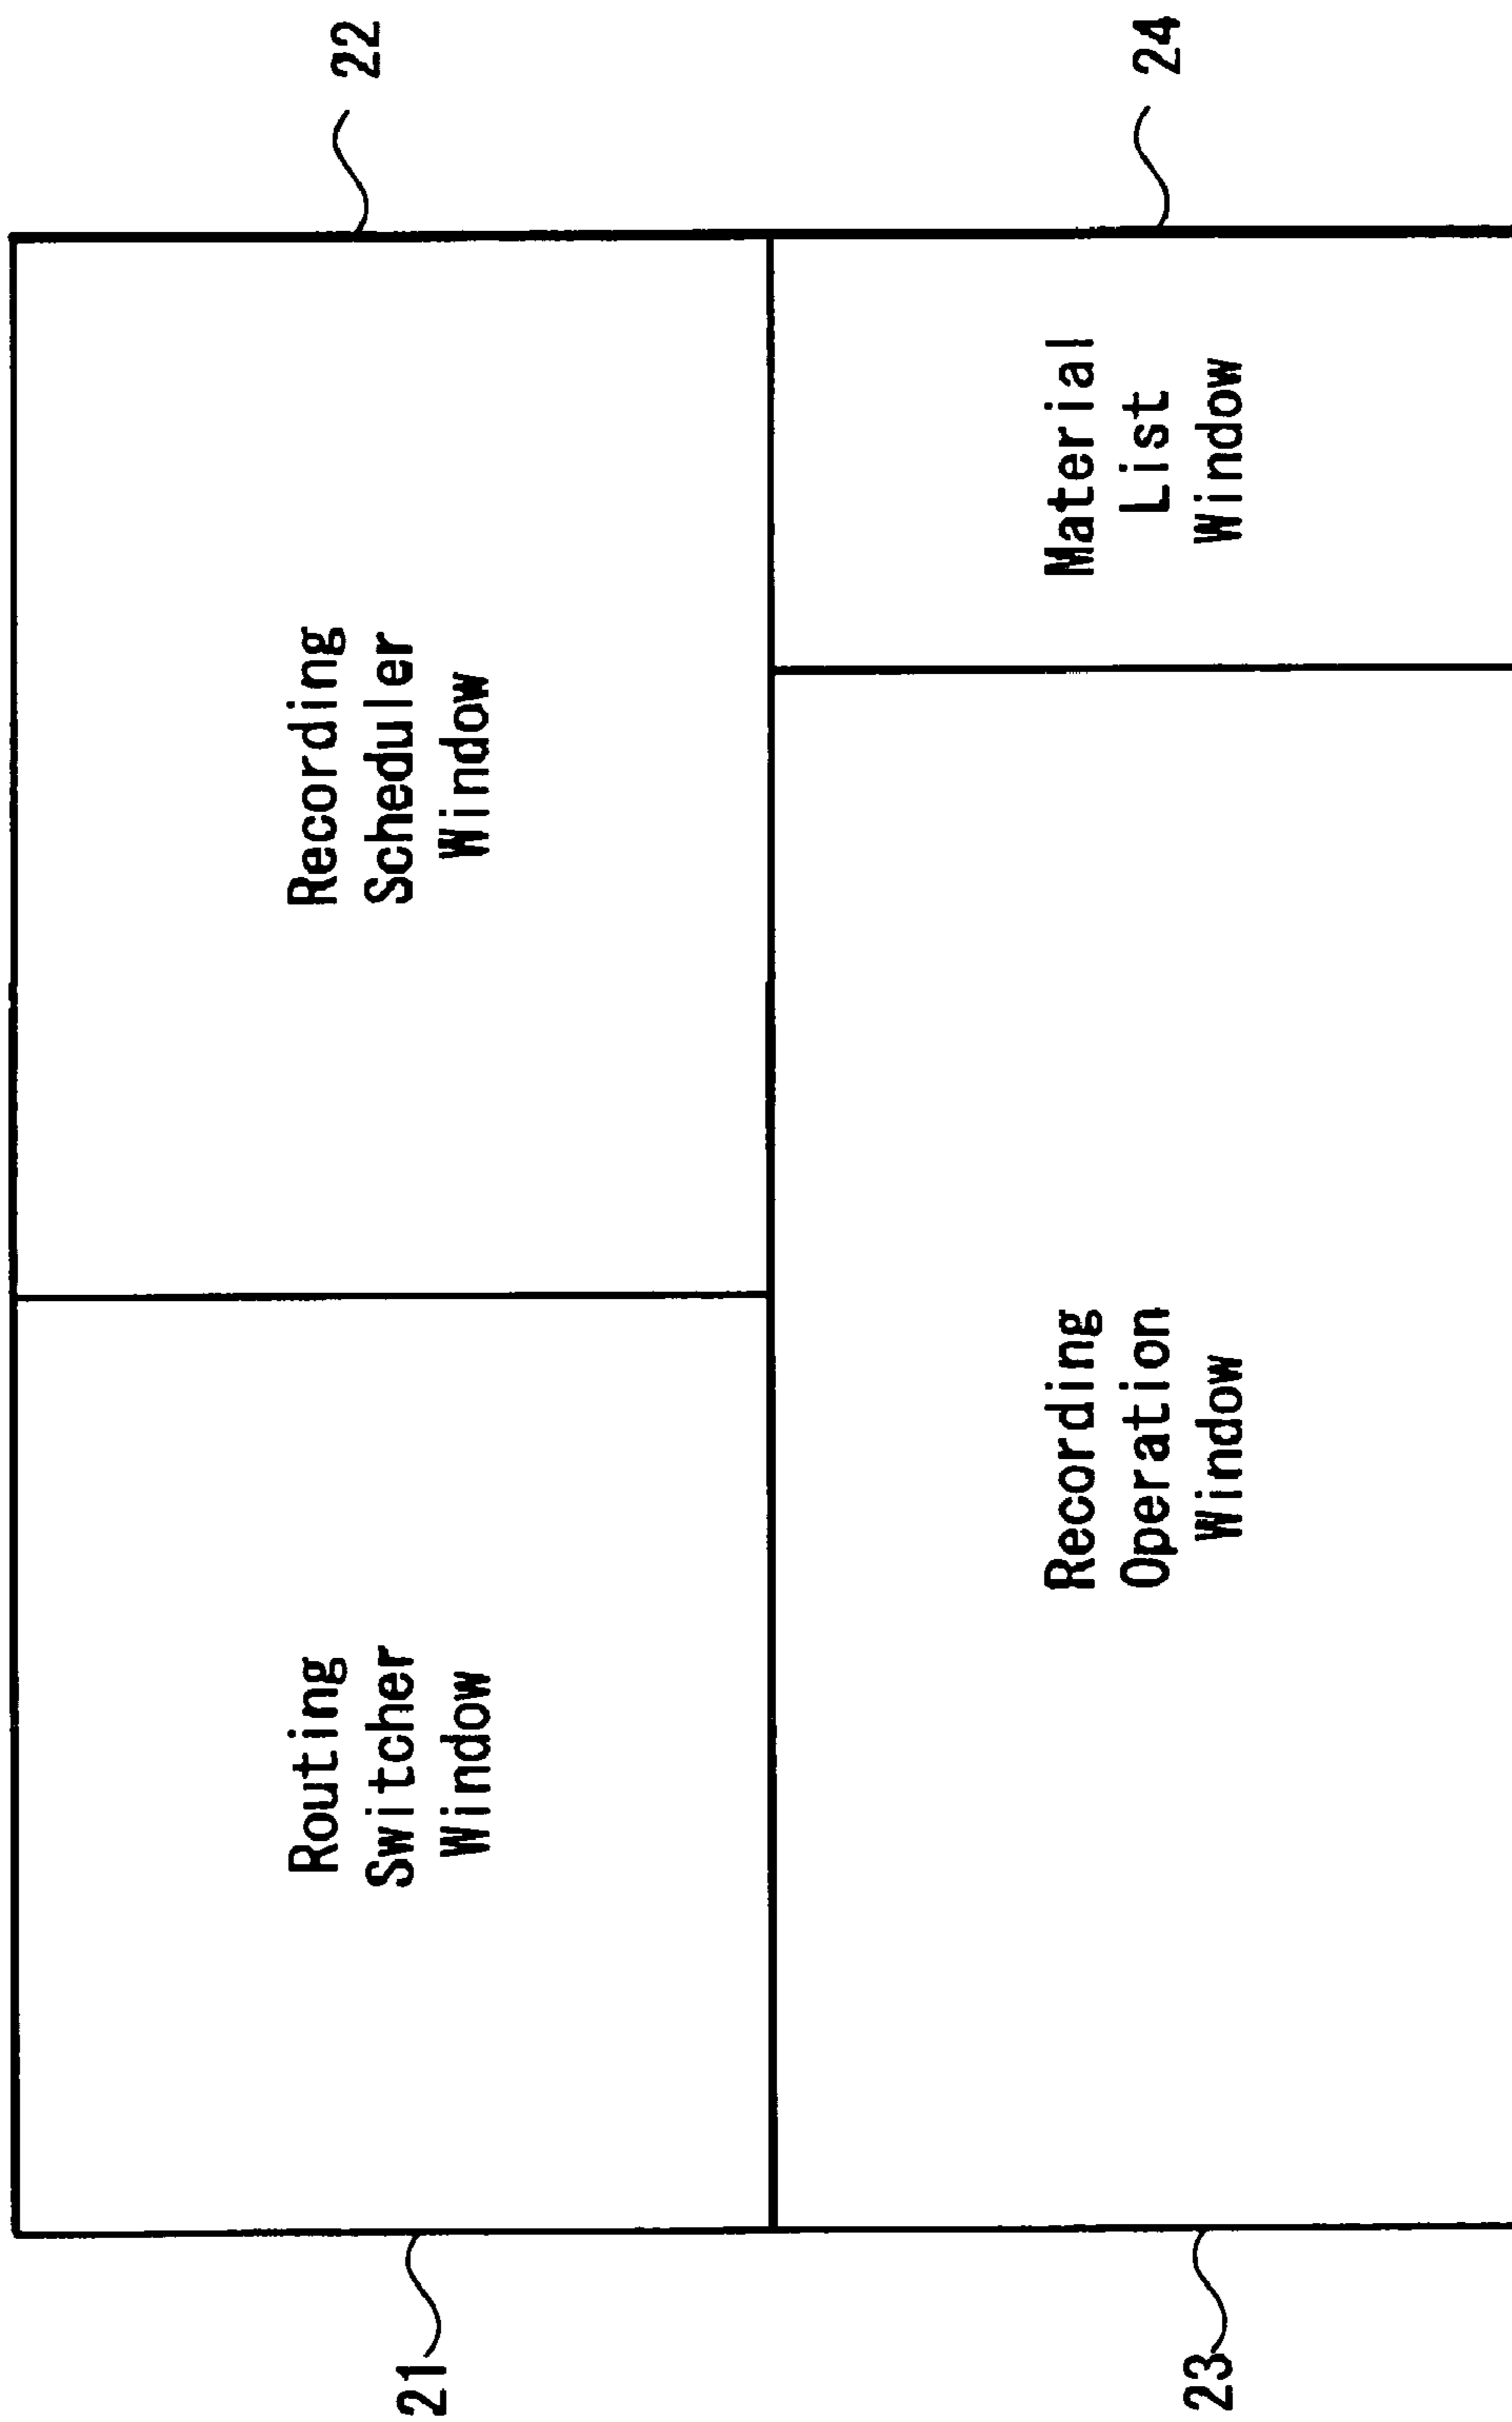 21
Routing
Switcher
Window
Recording
Scheduler
Window
22
23
Recording
Operation
Window
Material
List
Window
24